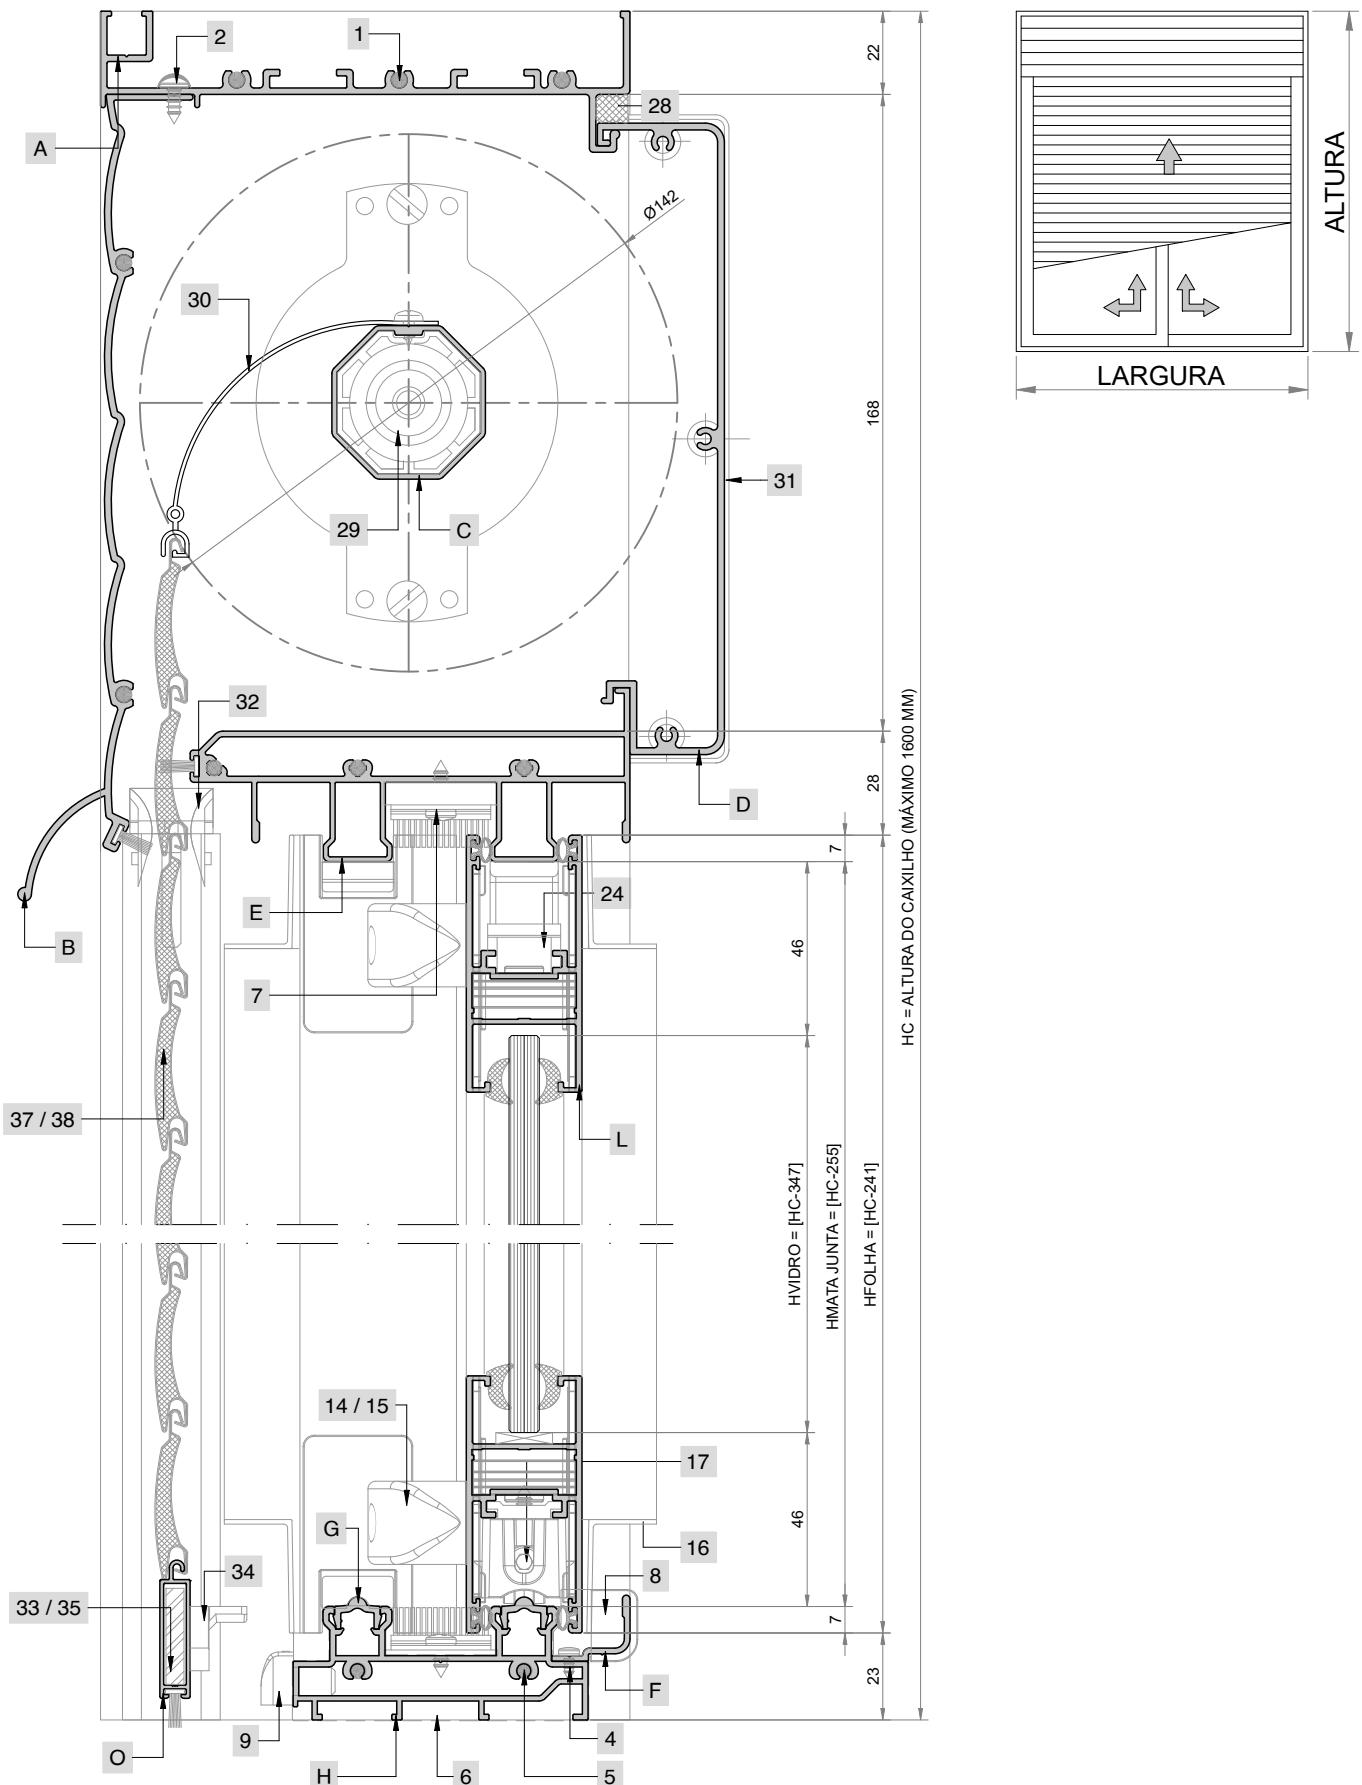 2
1
22
28
A
Ø142
ALTURA
30
LARGURA
168
31
29
C
32
HC = ALTURA DO CAIXILHO (MÁXIMO 1600 MM)
D
28
7
E
24
B
46
7
37 / 38
L
HVIDRO = [HC-347]
HMATA JUNTA = [HC-255]
HFOLHA = [HC-241]
14 / 15
17
46
G
16
34
8
33 / 35
7
F
23
O
9
H
6
4
5